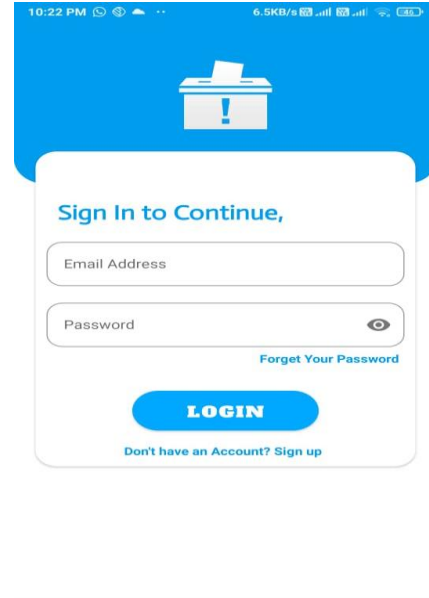 10:22 PM 6.5KB/s 46
Sign In to Continue,
Email Address
Password
Forget Your Password
LOGIN
Don't have an Account? Sign up